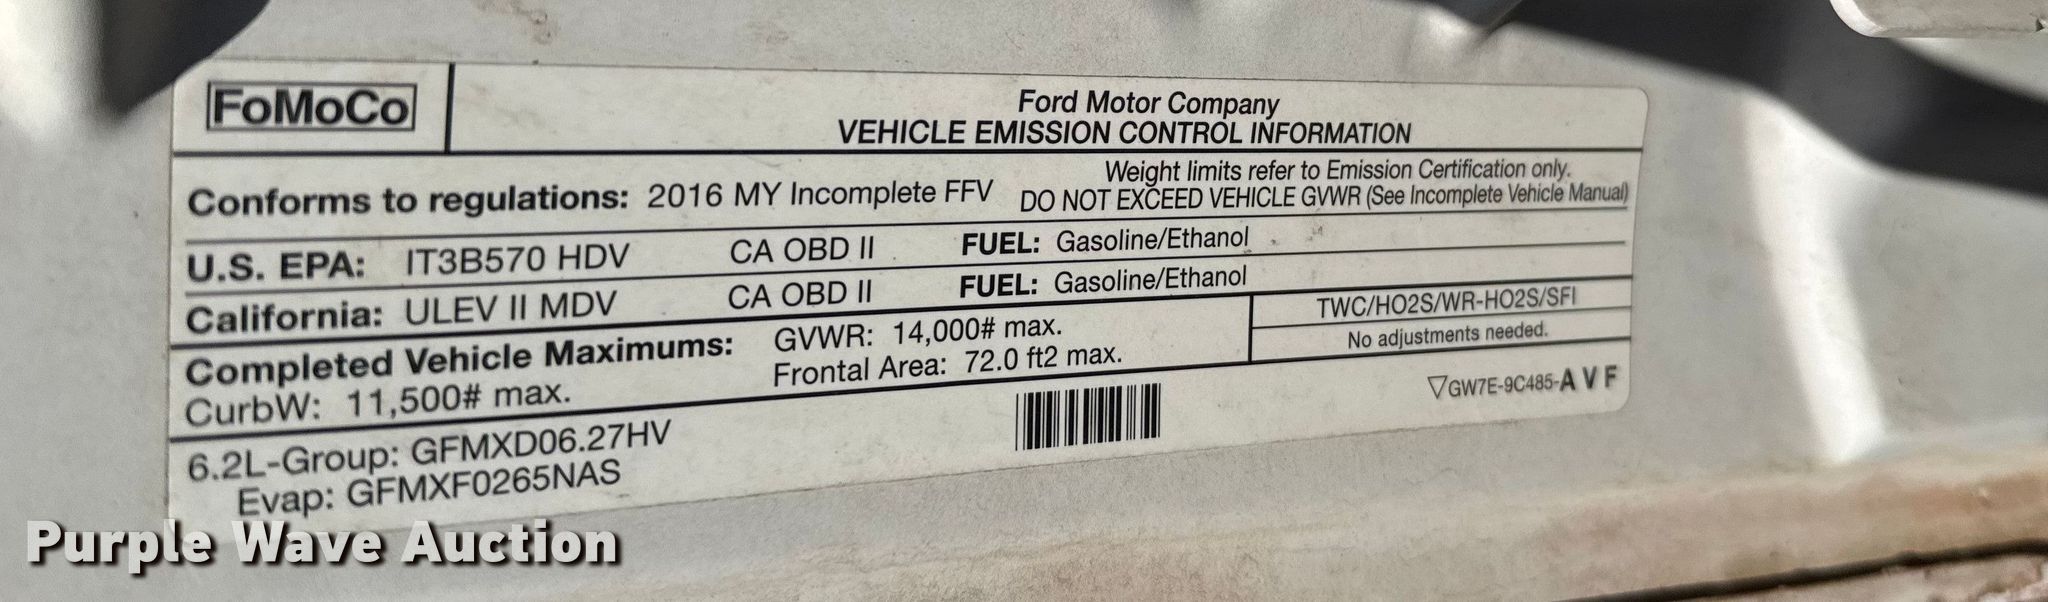 FoMoCo
Ford Motor Company
VEHICLE EMISSION CONTROL INFORMATION
Conforms to regulations: 2016 MY Incomplete FFV
Weight limits refer to Emission Certification only.
DO NOT EXCEED VEHICLE GVWR (See Incomplete Vehicle Manual)
U.S. EPA: IT3B570 HDV CA OBD II FUEL: Gasoline/Ethanol
California: ULEV II MDV CA OBD II FUEL: Gasoline/Ethanol
Completed Vehicle Maximums: GVWR: 14,000# max.
CurbW: 11,500# max. Frontal Area: 72.0 ft2 max.
TWC/HO2S/WR-HO2S/SFI
No adjustments needed.
6.2L-Group: GFMXD06.27HV
Evap: GFMXF0265NAS
▽GW7E-9C485-A V F
Purple Wave Auction